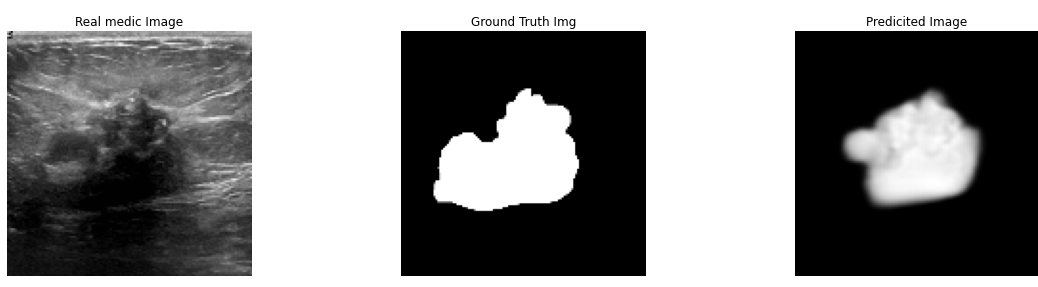 Real medic Image
Ground Truth Img
Predicited Image